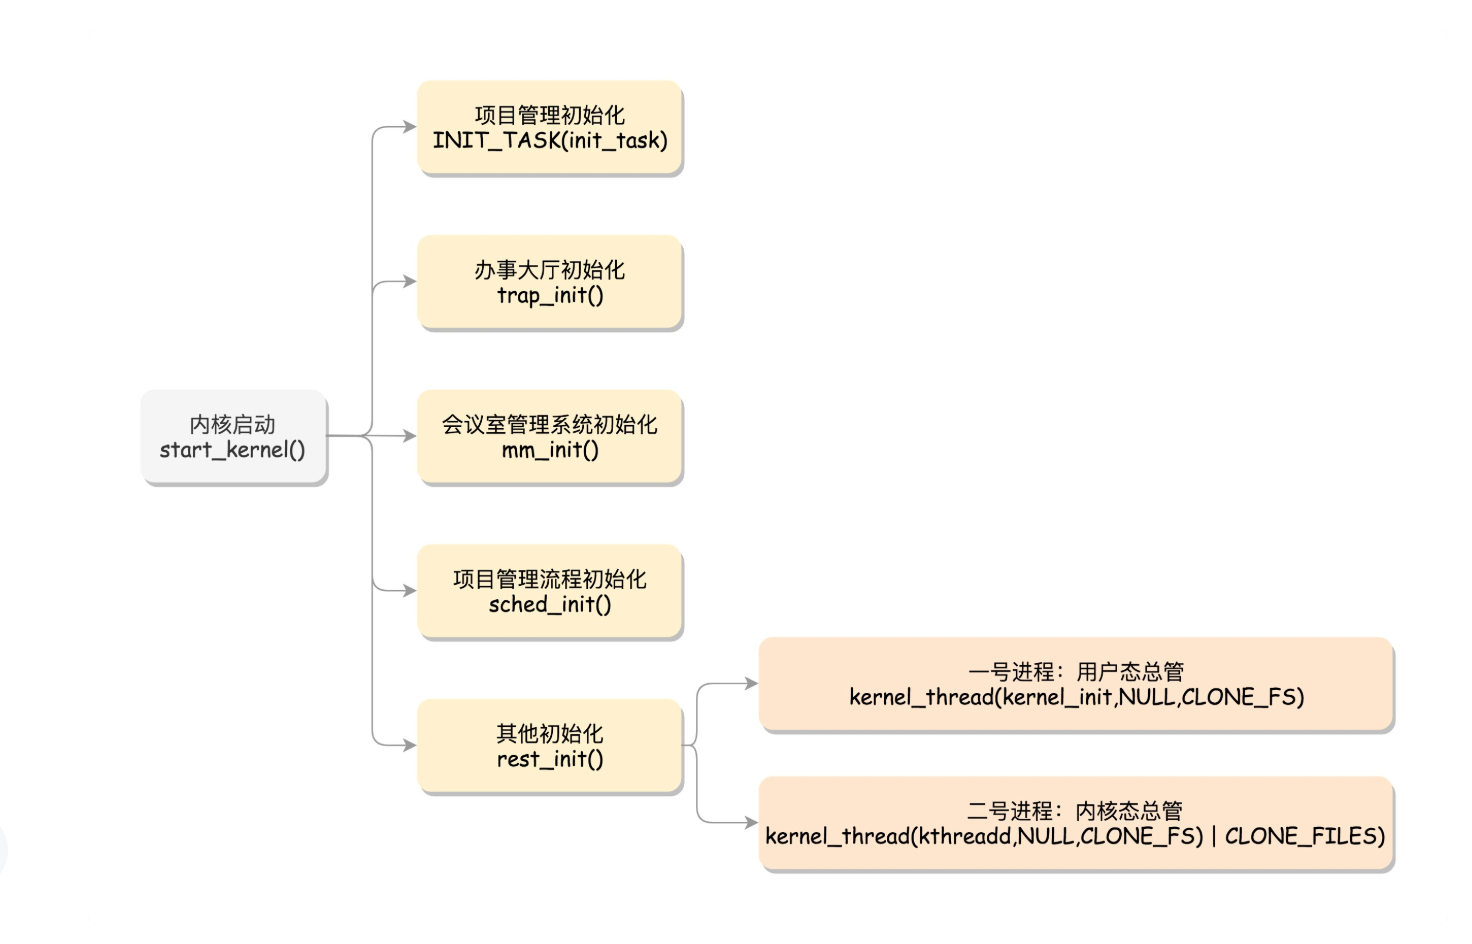 项目管理初始化
INIT_TASK(init_task)
办事大厅初始化
trap_init()
内核启动
start_kernel()
会议室管理系统初始化
mm_init()
项目管理流程初始化
sched_init()
其他初始化
rest_init()
一号进程：用户态总管
kernel_thread(kernel_init,NULL,CLONE_FS)
二号进程：内核态总管
kernel_thread(kthreadd,NULL,CLONE_FS) | CLONE_FILES)